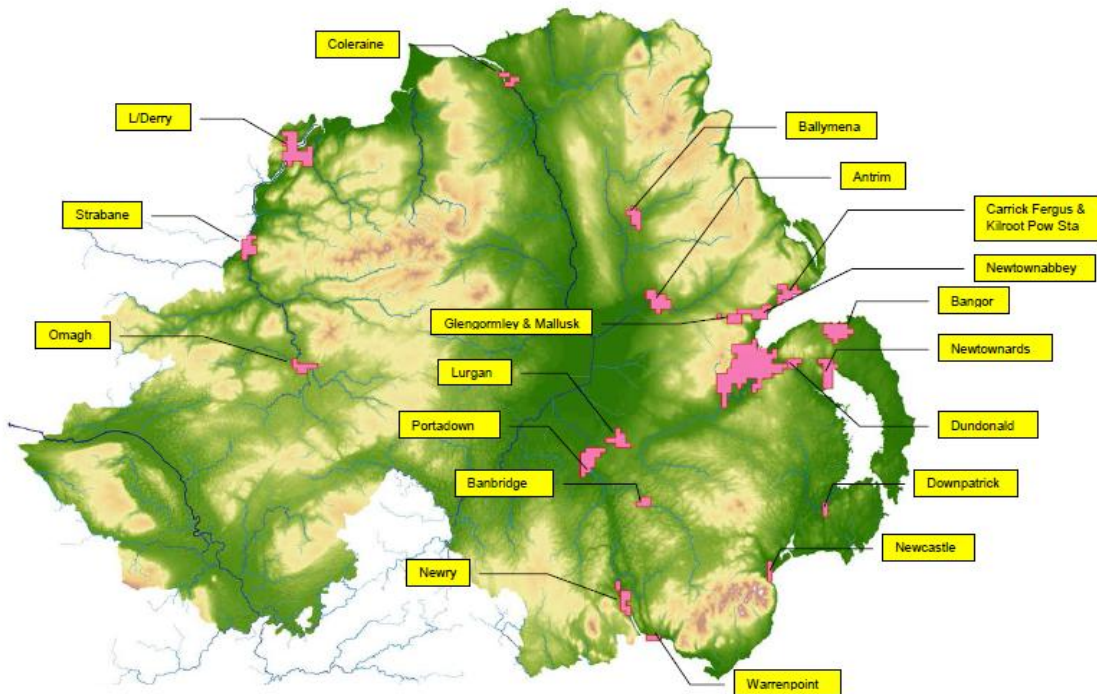 Coleraine
L/Derry
Ballymena
Antrim
Strabane
Carrick Fergus &
Kilroot Pow Sta
Newtownabbey
Bangor
Glengormley & Mallusk
Omagh
Newtownards
Lurgan
Portadown
Dundonald
Banbridge
Downpatrick
Newcastle
Newry
Warrenpoint